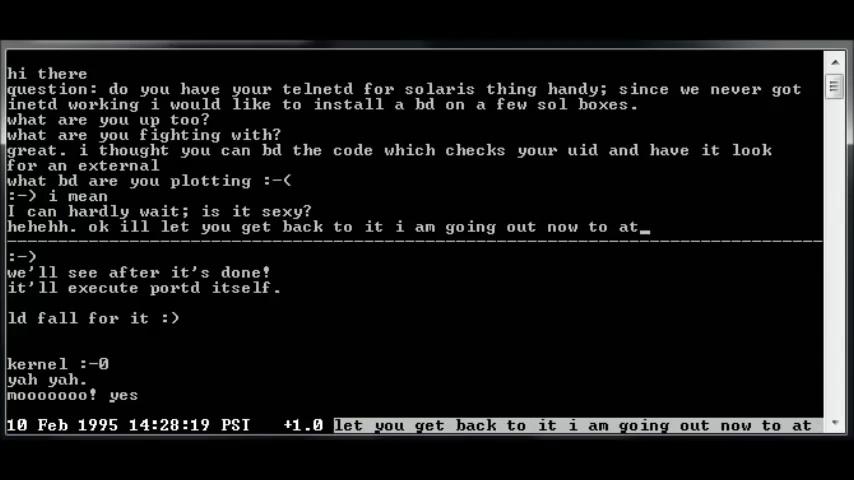 hi there
question: do you have your telnetd for solaris thing handy; since we never got
inetd working i would like to install a bd on a few sol boxes.
what are you up too?
what are you fighting with?
great. i thought you can bd the code which checks your uid and have it look
for an external
what bd are you plotting :-(
:-) i mean
I can hardly wait; is it sexy?
hehehh. ok ill let you get back to it i am going out now to at_
:-)
we'll see after it's done!
it'll execute portd itself.
ld fall for it :)
kernel :-0
yah yah.
mooooooo! yes
10 Feb 1995 14:28:19 PSI +1.0 let you get back to it i am going out now to at